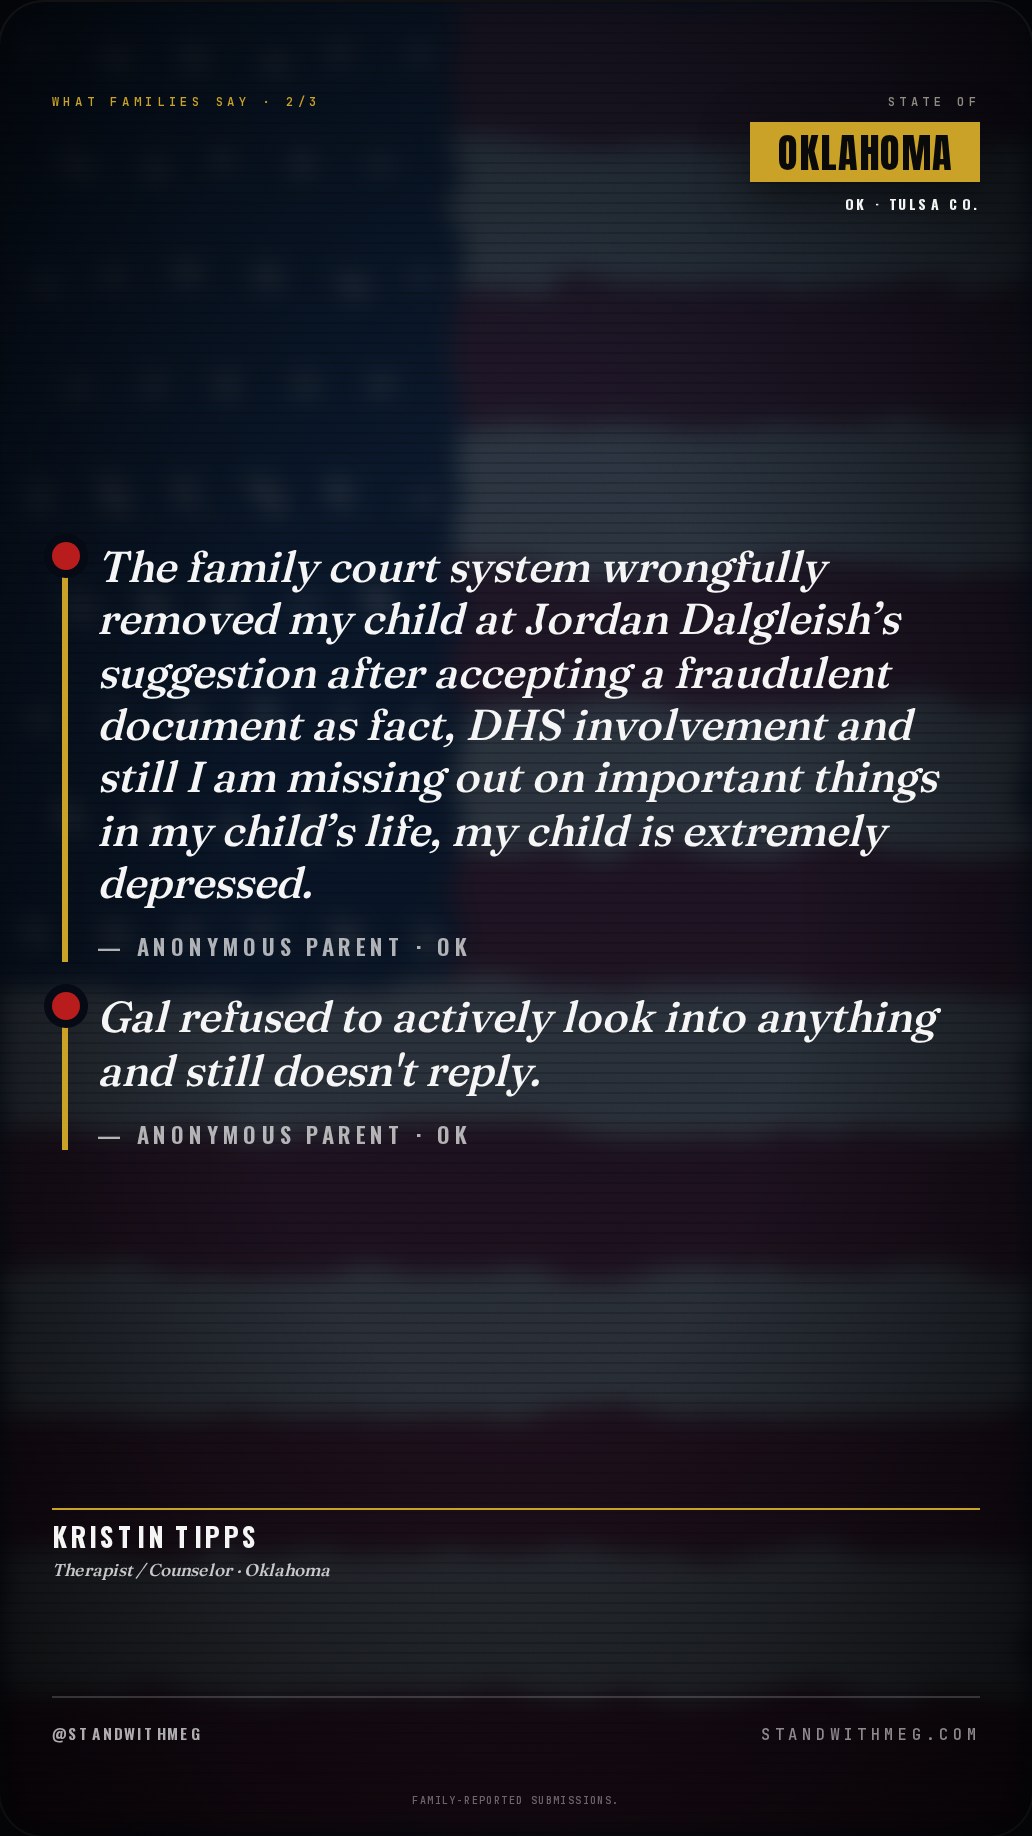 WHAT FAMILIES SAY · 2/3
STATE OF
OKLAHOMA
OK · TULSA CO.
The family court system wrongfully
removed my child at Jordan Dalgleish’s
suggestion after accepting a fraudulent
document as fact, DHS involvement and
still I am missing out on important things
in my child’s life, my child is extremely
depressed.
— ANONYMOUS PARENT · OK
Gal refused to actively look into anything
and still doesn't reply.
— ANONYMOUS PARENT · OK
KRISTIN TIPPS
Therapist / Counselor · Oklahoma
@STANDWITHMEG
STANDWITHMEG.COM
FAMILY-REPORTED SUBMISSIONS.